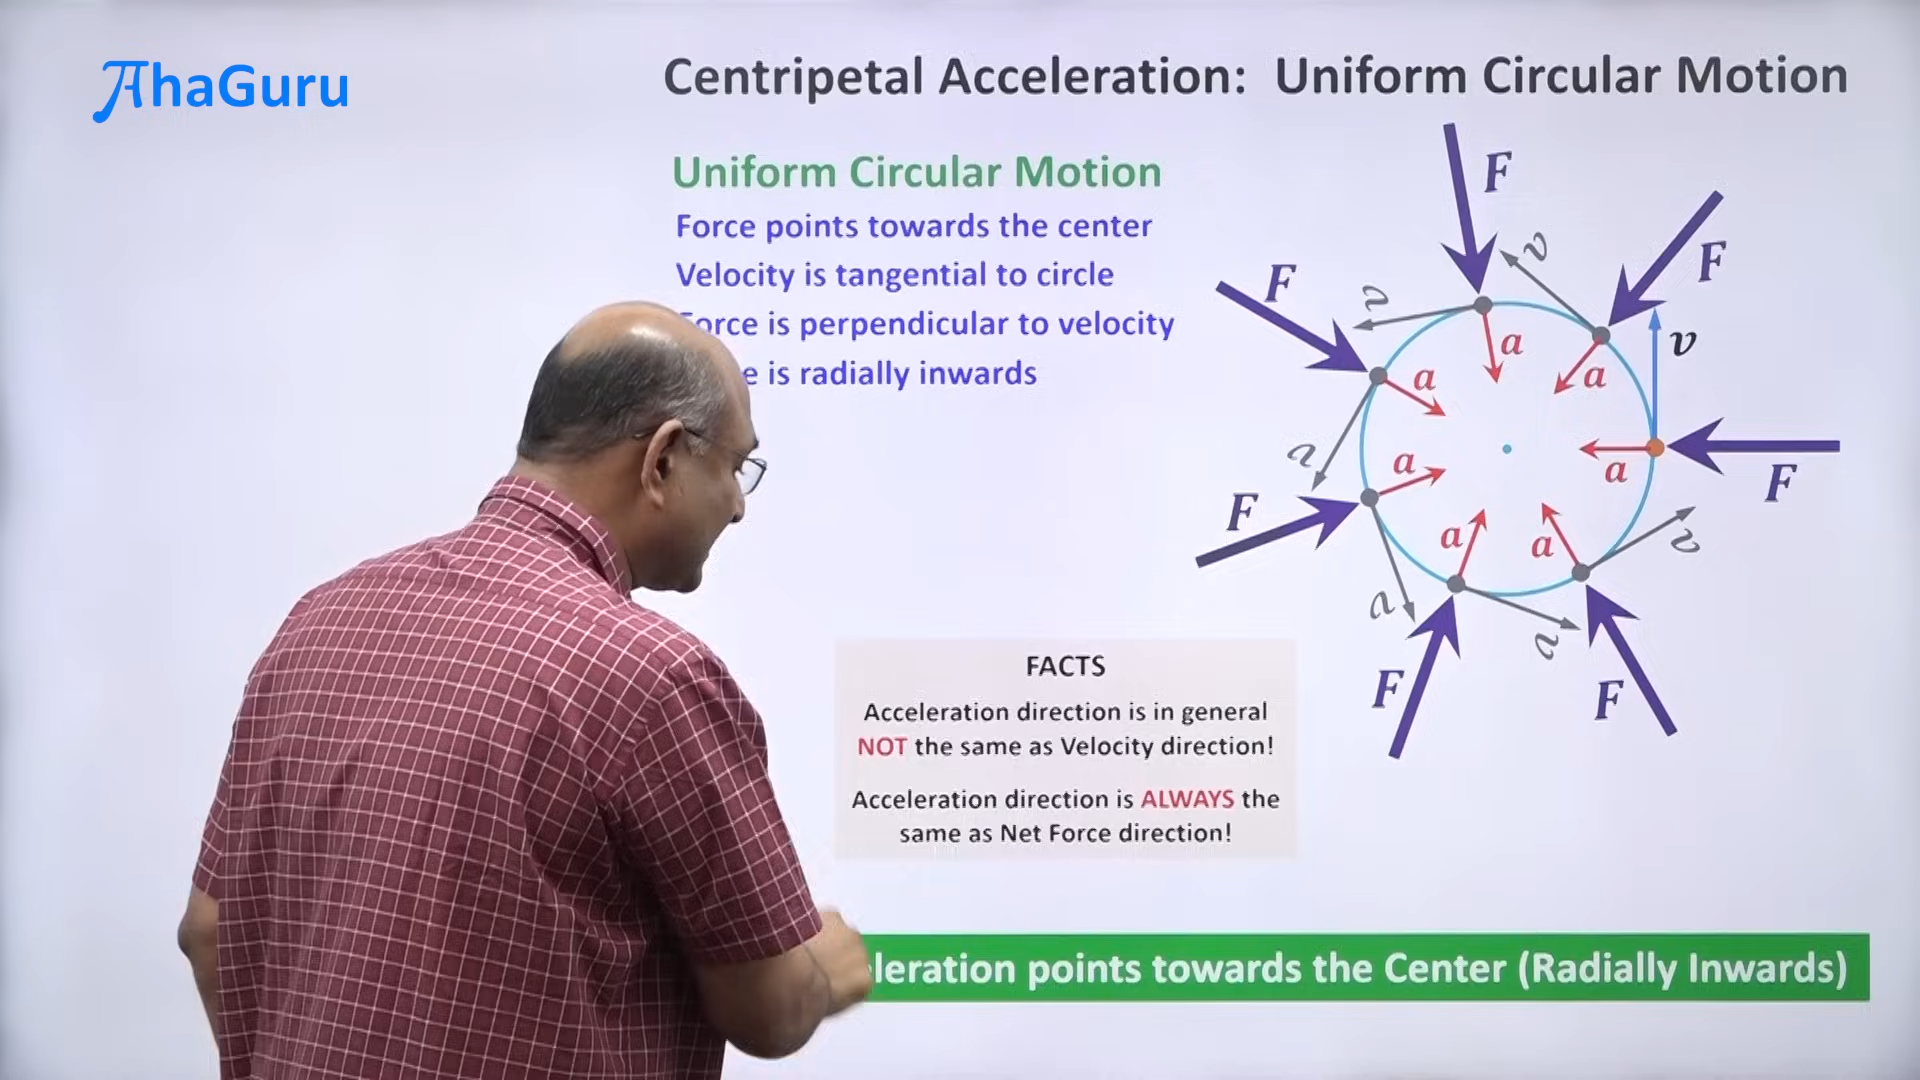 AhaGuru
Centripetal Acceleration: Uniform Circular Motion
Uniform Circular Motion
Force points towards the center
Velocity is tangential to circle
Force is perpendicular to velocity
is radially inwards
F
F
F
F
F
F
F
F
v
v
v
v
v
v
v
v
a
a
a
a
a
a
a
a
FACTS
Acceleration direction is in general
NOT the same as Velocity direction!
Acceleration direction is ALWAYS the
same as Net Force direction!
leration points towards the Center (Radially Inwards)